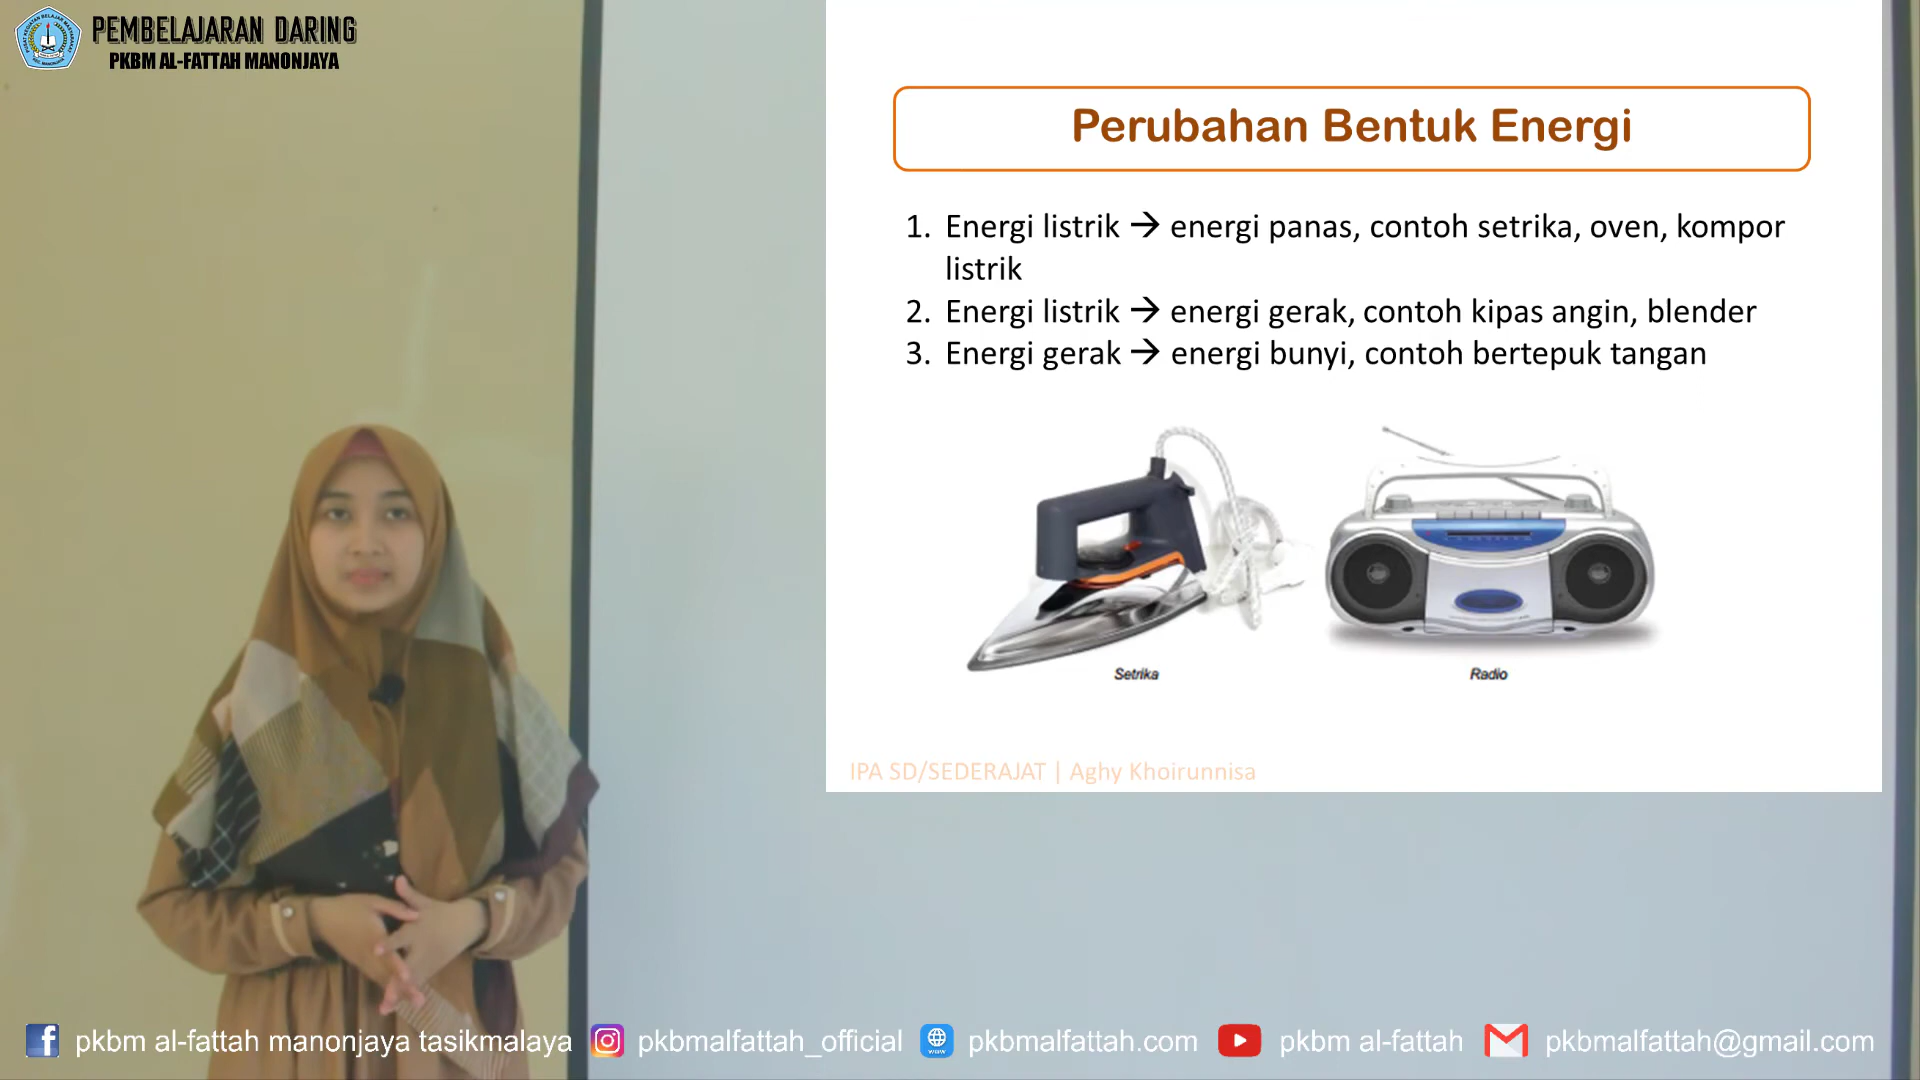 PEMBELAJARAN DARING
PKBM AL-FATTAH MANONJAYA
Perubahan Bentuk Energi
1. Energi listrik → energi panas, contoh setrika, oven, kompor
listrik
2. Energi listrik → energi gerak, contoh kipas angin, blender
3. Energi gerak → energi bunyi, contoh bertepuk tangan
Setrika
Radio
IPA SD/SEDERAJAT | Aghy Khoirunnisa
pkbm al-fattah manonjaya tasikmalaya
pkbmalfattah_official
pkbmalfattah.com
pkbm al-fattah
pkbmalfattah@gmail.com